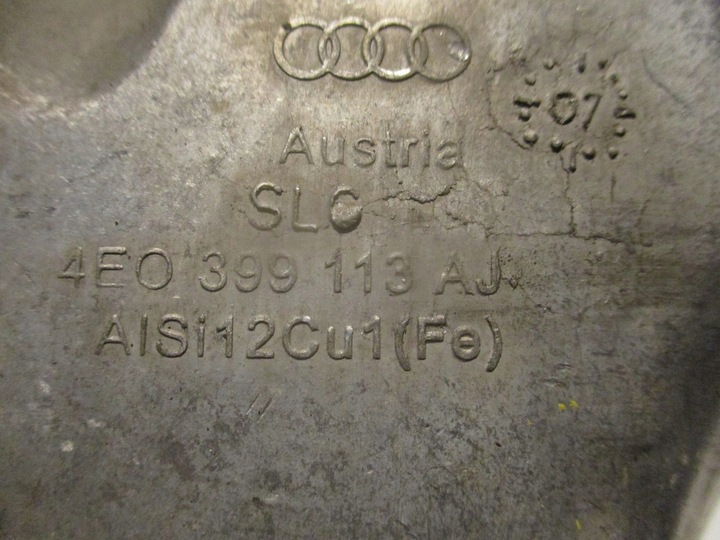 07
Austria
SLC
4E0 399 113 AJ
AlSi12Cu1(Fe)